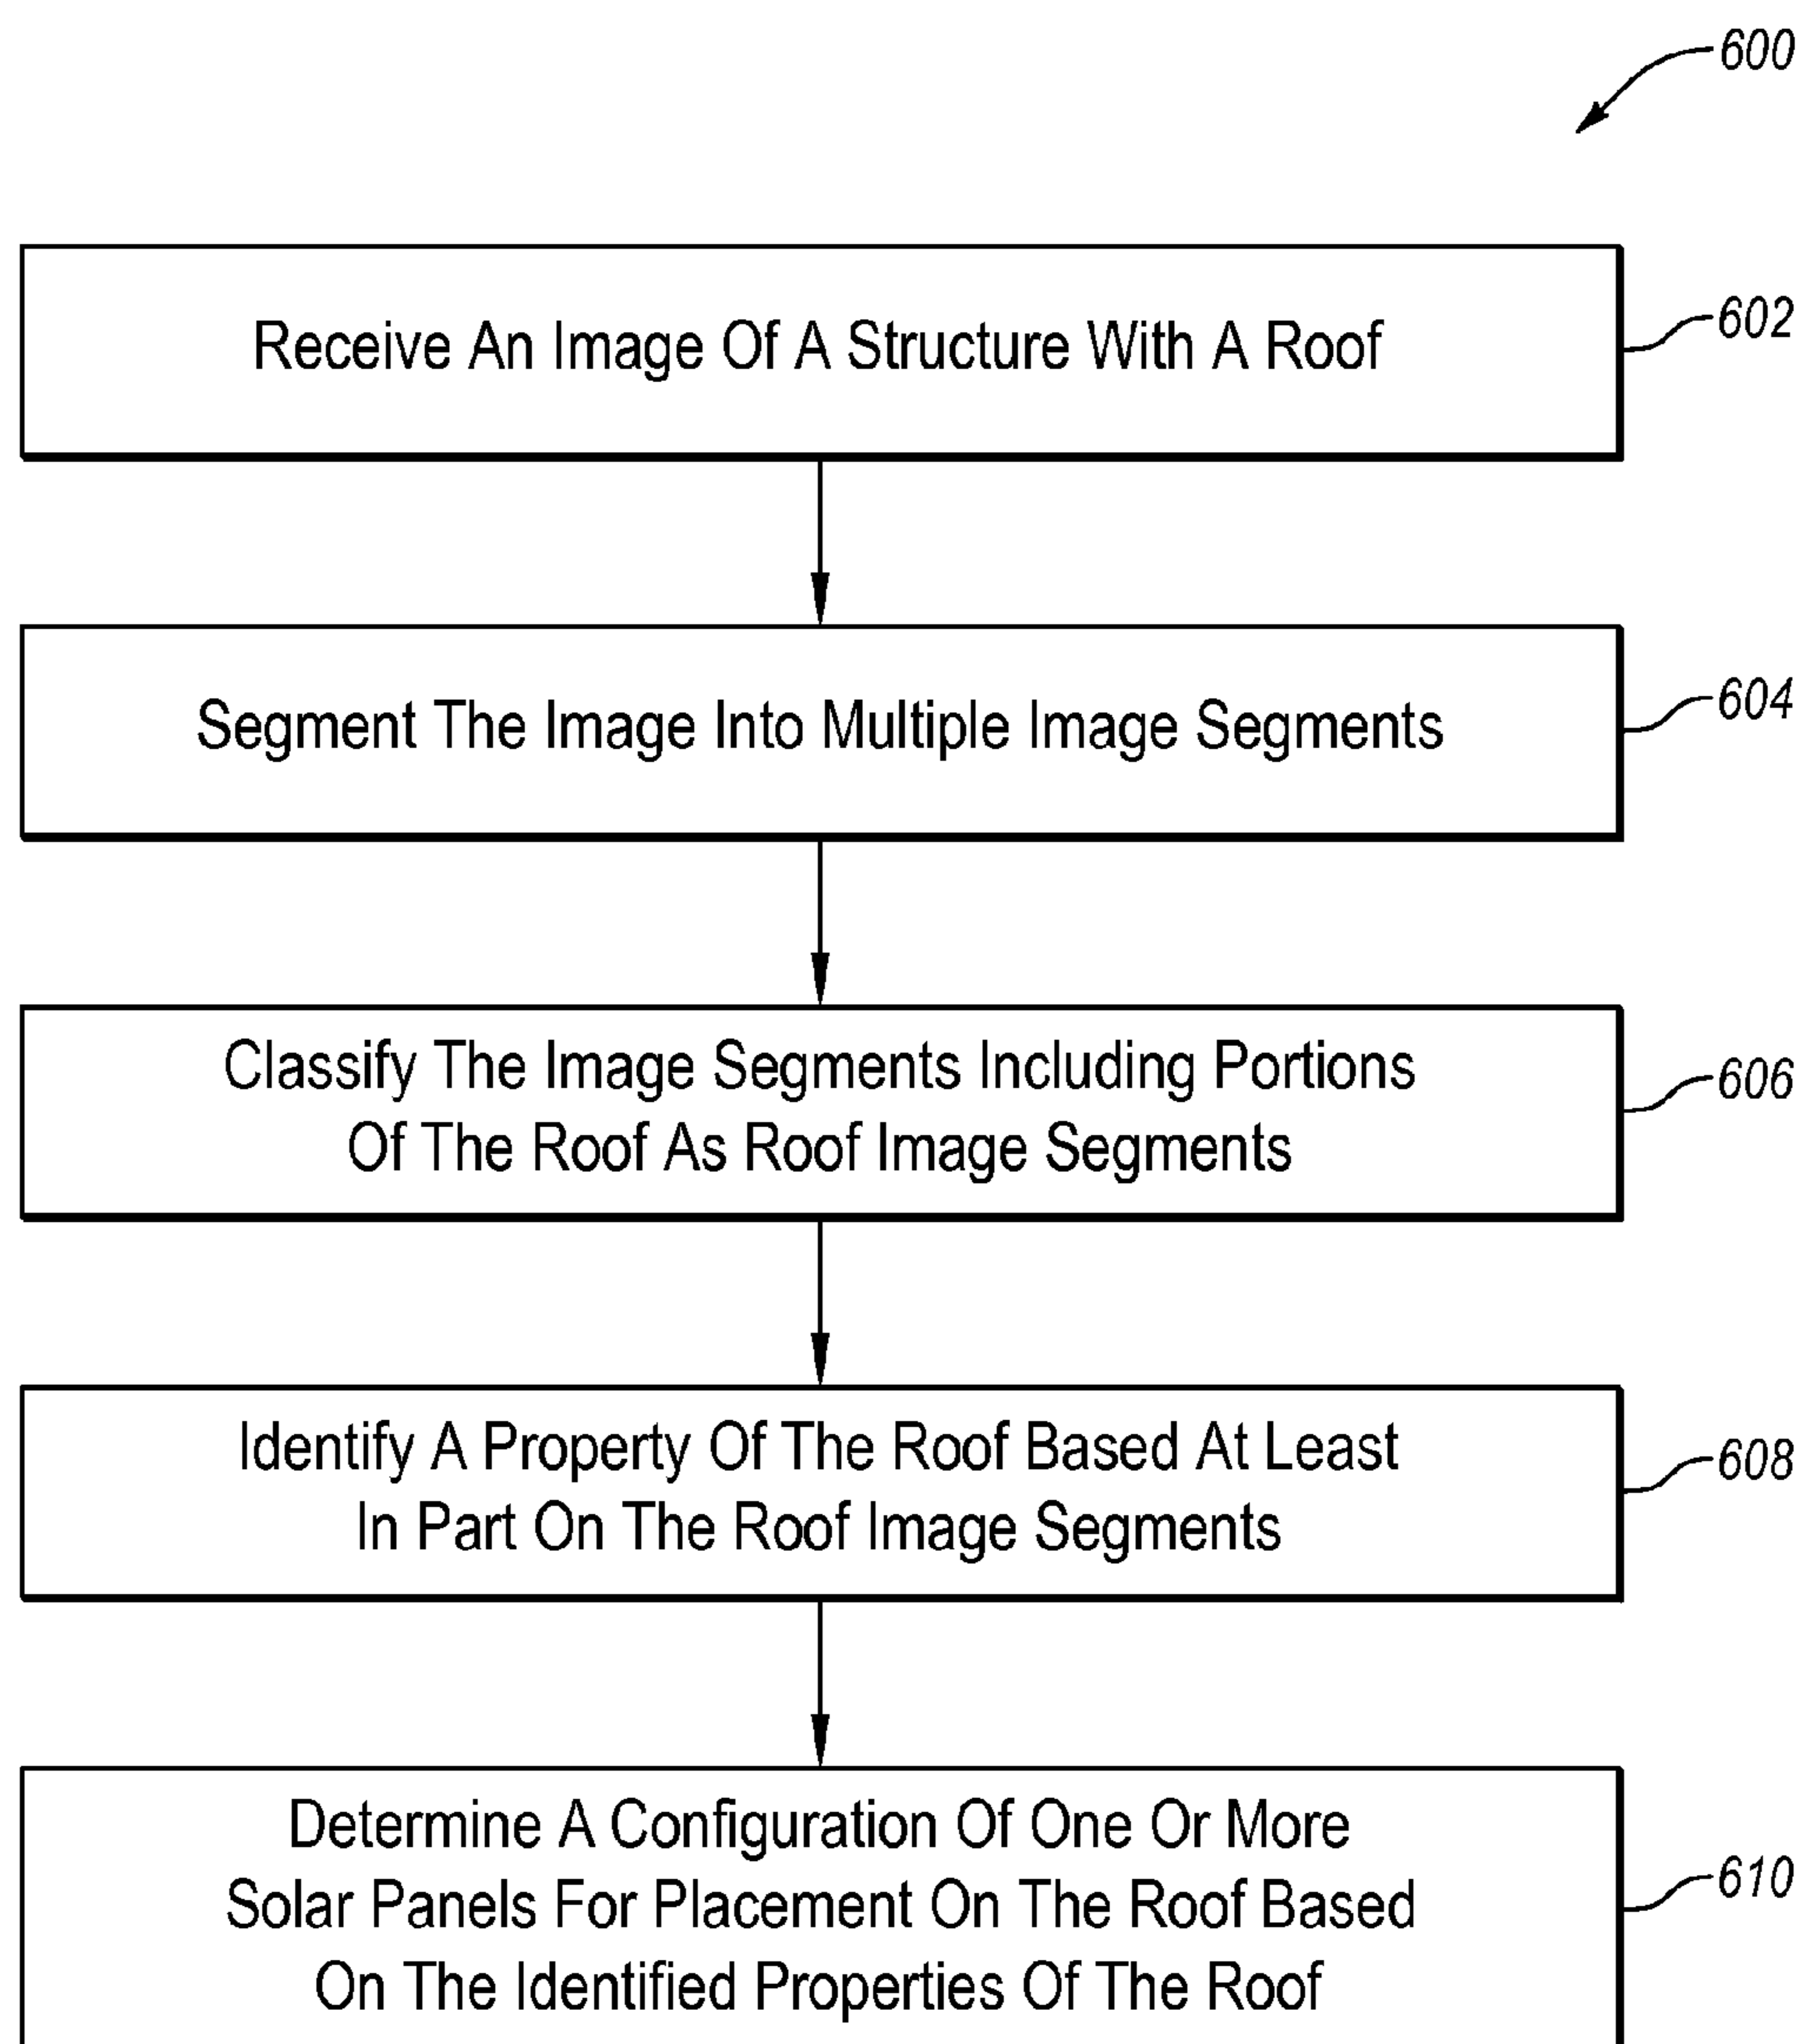 600
Receive An Image Of A Structure With A Roof
602
Segment The Image Into Multiple Image Segments
604
Classify The Image Segments Including Portions
Of The Roof As Roof Image Segments
606
Identify A Property Of The Roof Based At Least
In Part On The Roof Image Segments
608
Determine A Configuration Of One Or More
Solar Panels For Placement On The Roof Based
On The Identified Properties Of The Roof
610